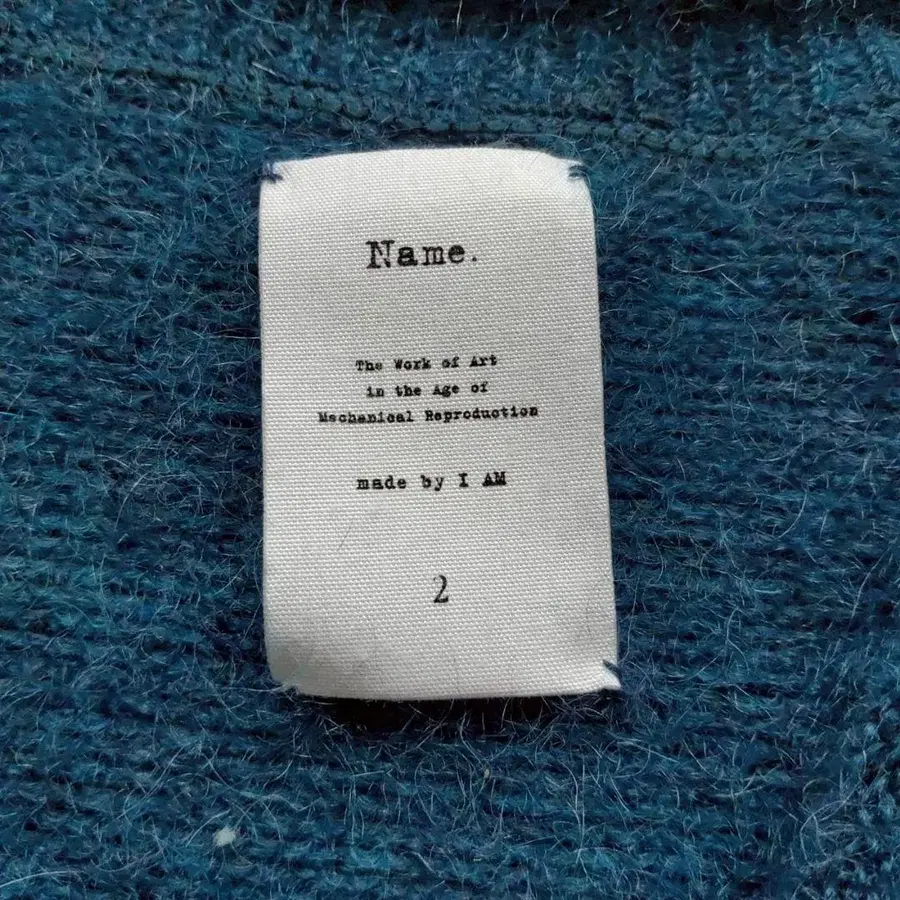 Name.
The Work of Art
in the Age of
Mechanical Reproduction
made by I AM
2